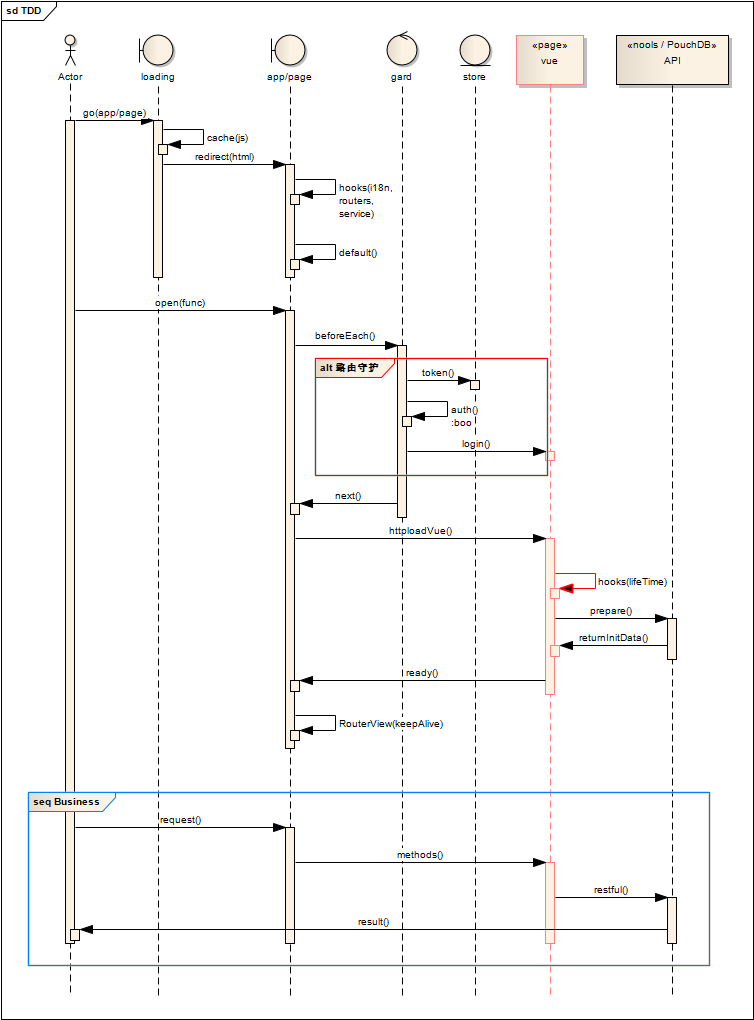 sd TDD
«page»
«nools / PouchDB»
vue
API
Actor
loading
app/page
gard
store
go(app/page)
cache(js)
redirect(html)
hooks(i18n,
routers,
service)
default()
open(func)
beforeEach()
alt 路由守护
token()
auth()
:boo
login()
next()
httploadVue()
hooks(lifeTime)
prepare()
returnInitData()
ready()
RouterView(keepAlive)
seq Business
request()
methods()
restful()
result()